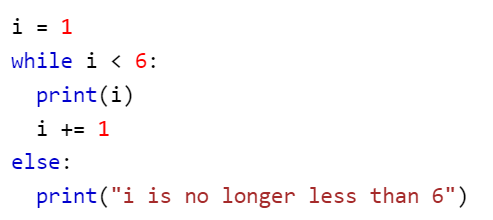 i = 1
while i < 6:
  print(i)
  i += 1
else:
  print("i is no longer less than 6")